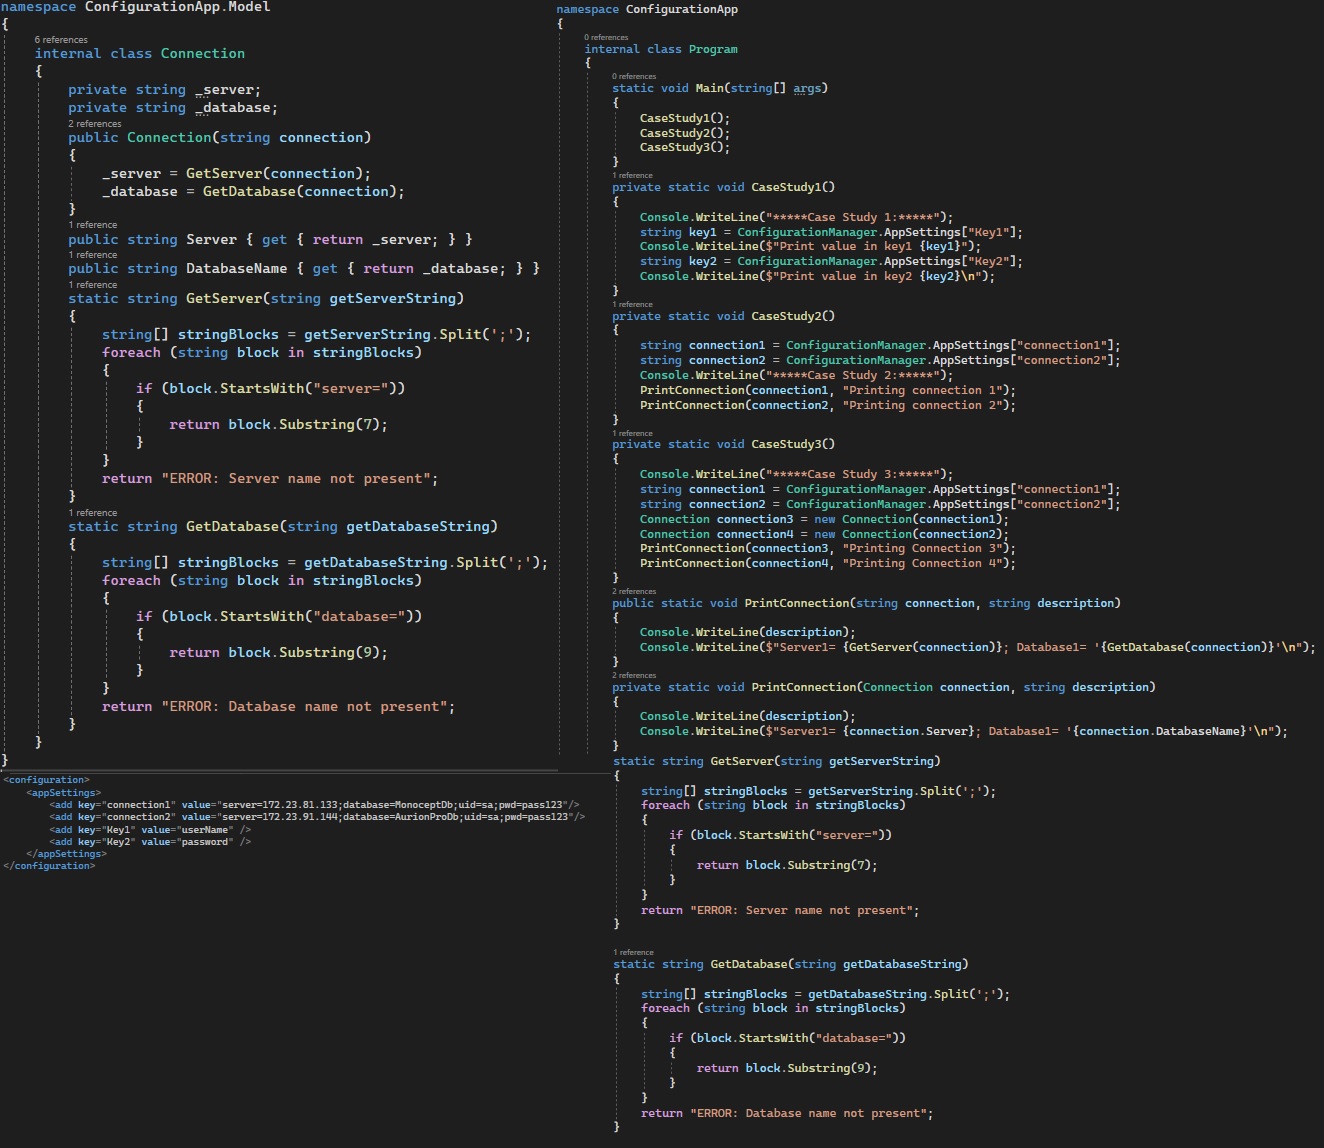 namespace ConfigurationApp.Model
{
6 references
internal class Connection
{
private string _server;
private string _database;
2 references
public Connection(string connection)
{
_server = GetServer(connection);
_database = GetDatabase(connection);
}
1 reference
public string Server { get { return _server; } }
1 reference
public string DatabaseName { get { return _database; } }
1 reference
static string GetServer(string getServerString)
{
string[] stringBlocks = getServerString.Split(';');
foreach (string block in stringBlocks)
{
if (block.StartsWith("server="))
{
return block.Substring(7);
}
}
return "ERROR: Server name not present";
}
1 reference
static string GetDatabase(string getDatabaseString)
{
string[] stringBlocks = getDatabaseString.Split(';');
foreach (string block in stringBlocks)
{
if (block.StartsWith("database="))
{
return block.Substring(9);
}
}
return "ERROR: Database name not present";
}
}
}
<configuration>
<appSettings>
<add key="connection1" value="server=172.23.81.133;database=MonoceptDb;uid=sa;pwd=pass123"/>
<add key="connection2" value="server=172.23.91.144;database=AurionProDb;uid=sa;pwd=pass123"/>
<add key="Key1" value="userName" />
<add key="Key2" value="password" />
</appSettings>
</configuration>
namespace ConfigurationApp
{
0 references
internal class Program
{
0 references
static void Main(string[] args)
{
CaseStudy1();
CaseStudy2();
CaseStudy3();
}
1 reference
private static void CaseStudy1()
{
Console.WriteLine("*****Case Study 1:*****");
string key1 = ConfigurationManager.AppSettings["Key1"];
Console.WriteLine($"Print value in key1 {key1}");
string key2 = ConfigurationManager.AppSettings["Key2"];
Console.WriteLine($"Print value in key2 {key2}\n");
}
1 reference
private static void CaseStudy2()
{
string connection1 = ConfigurationManager.AppSettings["connection1"];
string connection2 = ConfigurationManager.AppSettings["connection2"];
Console.WriteLine("*****Case Study 2:*****");
PrintConnection(connection1, "Printing connection 1");
PrintConnection(connection2, "Printing connection 2");
}
1 reference
private static void CaseStudy3()
{
Console.WriteLine("*****Case Study 3:*****");
string connection1 = ConfigurationManager.AppSettings["connection1"];
string connection2 = ConfigurationManager.AppSettings["connection2"];
Connection connection3 = new Connection(connection1);
Connection connection4 = new Connection(connection2);
PrintConnection(connection3, "Printing Connection 3");
PrintConnection(connection4, "Printing Connection 4");
}
2 references
public static void PrintConnection(string connection, string description)
{
Console.WriteLine(description);
Console.WriteLine($"Server1= {GetServer(connection)}; Database1= '{GetDatabase(connection)}'\n");
}
2 references
private static void PrintConnection(Connection connection, string description)
{
Console.WriteLine(description);
Console.WriteLine($"Server1= {connection.Server}; Database1= '{connection.DatabaseName}'\n");
}
static string GetServer(string getServerString)
{
string[] stringBlocks = getServerString.Split(';');
foreach (string block in stringBlocks)
{
if (block.StartsWith("server="))
{
return block.Substring(7);
}
}
return "ERROR: Server name not present";
}
1 reference
static string GetDatabase(string getDatabaseString)
{
string[] stringBlocks = getDatabaseString.Split(';');
foreach (string block in stringBlocks)
{
if (block.StartsWith("database="))
{
return block.Substring(9);
}
}
return "ERROR: Database name not present";
}